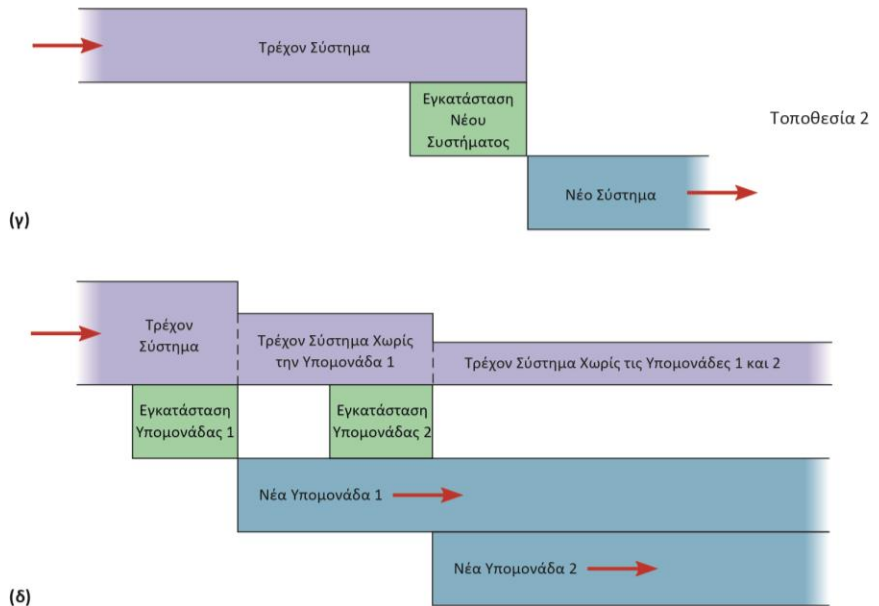 Τρέχον Σύστημα
Εγκατάσταση
Νέου
Συστήματος
Τοποθεσία 2
Νέο Σύστημα
(γ)
Τρέχον
Σύστημα
Τρέχον Σύστημα Χωρίς
την Υπομονάδα 1
Τρέχον Σύστημα Χωρίς τις Υπομονάδες 1 και 2
Εγκατάσταση
Υπομονάδας 1
Εγκατάσταση
Υπομονάδας 2
Νέα Υπομονάδα 1
Νέα Υπομονάδα 2
(δ)